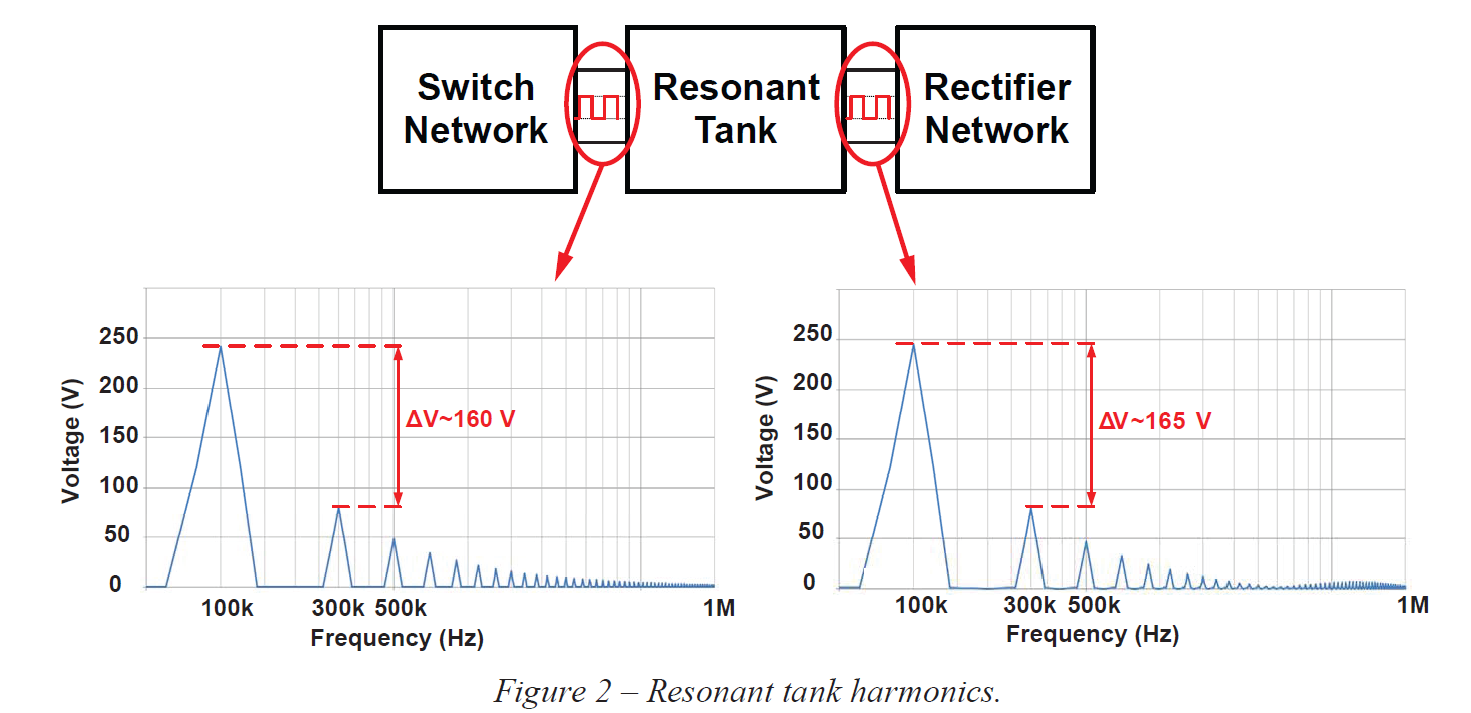 Switch
Network
Resonant
Tank
Rectifier
Network
250
200
150
100
50
0
Voltage (V)
ΔV~160 V
100k
300k
500k
1M
Frequency (Hz)
250
200
150
100
50
0
Voltage (V)
ΔV~165 V
100k
300k
500k
1M
Frequency (Hz)
Figure 2 – Resonant tank harmonics.